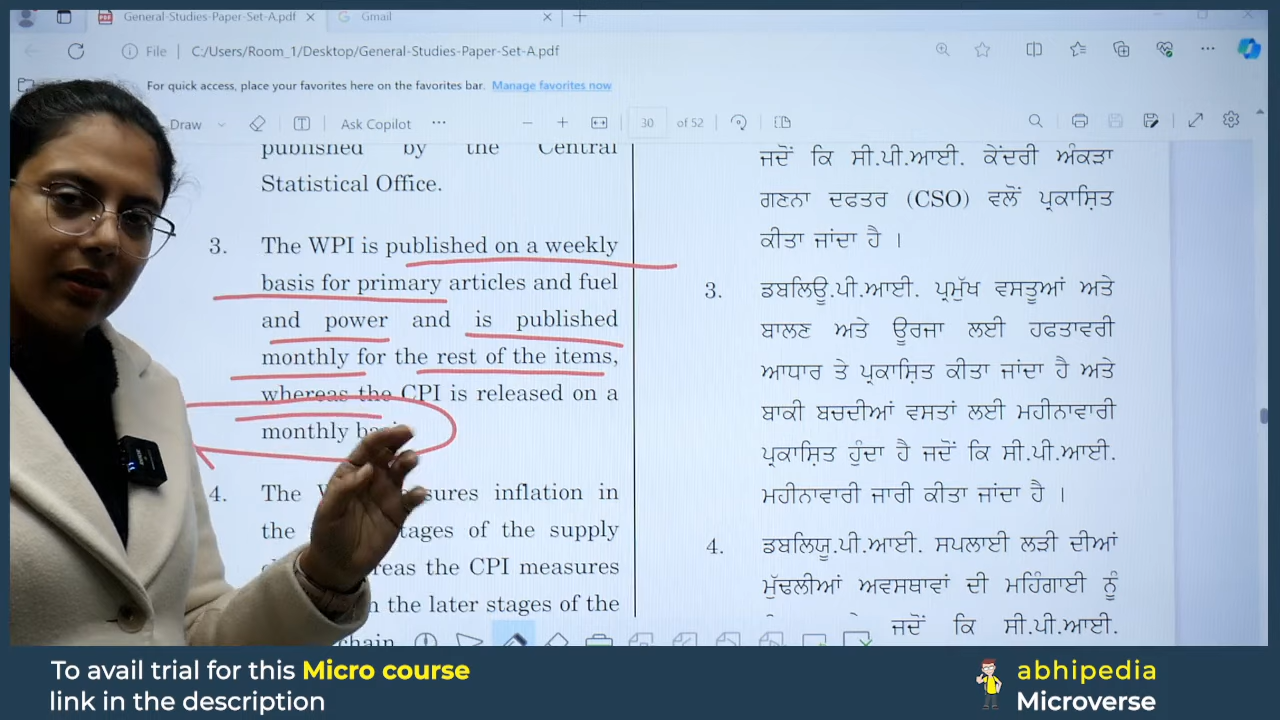 General-Studies-Paper-Set-A.pdf
Gmail
File C:/Users/Room_1/Desktop/General-Studies-Paper-Set-A.pdf
For quick access, place your favorites here on the favorites bar. Manage favorites now
Draw Ask Copilot 30 of 52
published by the Central
Statistical Office.
3. The WPI is published on a weekly
basis for primary articles and fuel
and power and is published
monthly for the rest of the items,
whereas the CPI is released on a
monthly
4. The
inflation in
the
of the supply
the CPI measures
the later stages of the
ਜਦੋਂ ਕਿ ਸੀ.ਪੀ.ਆਈ. ਕੇਂਦਰੀ ਅੰਕੜਾ
ਗਣਨਾ ਦਫਤਰ (CSO) ਵਲੋਂ ਪ੍ਰਕਾਸ਼ਿਤ
ਕੀਤਾ ਜਾਂਦਾ ਹੈ ।
3. ਡਬਲਿਊ.ਪੀ.ਆਈ. ਪ੍ਰਮੁੱਖ ਵਸਤੂਆਂ ਅਤੇ
ਬਾਲਣ ਅਤੇ ਊਰਜਾ ਲਈ ਹਫਤਾਵਰੀ
ਆਧਾਰ ਤੇ ਪ੍ਰਕਾਸ਼ਿਤ ਕੀਤਾ ਜਾਂਦਾ ਹੈ ਅਤੇ
ਬਾਕੀ ਬਚਦੀਆਂ ਵਸਤਾਂ ਲਈ ਮਹੀਨਾਵਾਰੀ
ਪ੍ਰਕਾਸ਼ਿਤ ਹੁੰਦਾ ਹੈ ਜਦੋਂ ਕਿ ਸੀ.ਪੀ.ਆਈ.
ਮਹੀਨਾਵਾਰੀ ਜਾਰੀ ਕੀਤਾ ਜਾਂਦਾ ਹੈ ।
4. ਡਬਲਿਯੂ.ਪੀ.ਆਈ. ਸਪਲਾਈ ਲੜੀ ਦੀਆਂ
ਮੁੱਢਲੀਆਂ ਅਵਸਥਾਵਾਂ ਦੀ ਮਹਿੰਗਾਈ ਨੂੰ
ਜਦੋਂ ਕਿ ਸੀ.ਪੀ.ਆਈ.
To avail trial for this Micro course
link in the description
abhipedia
Microverse